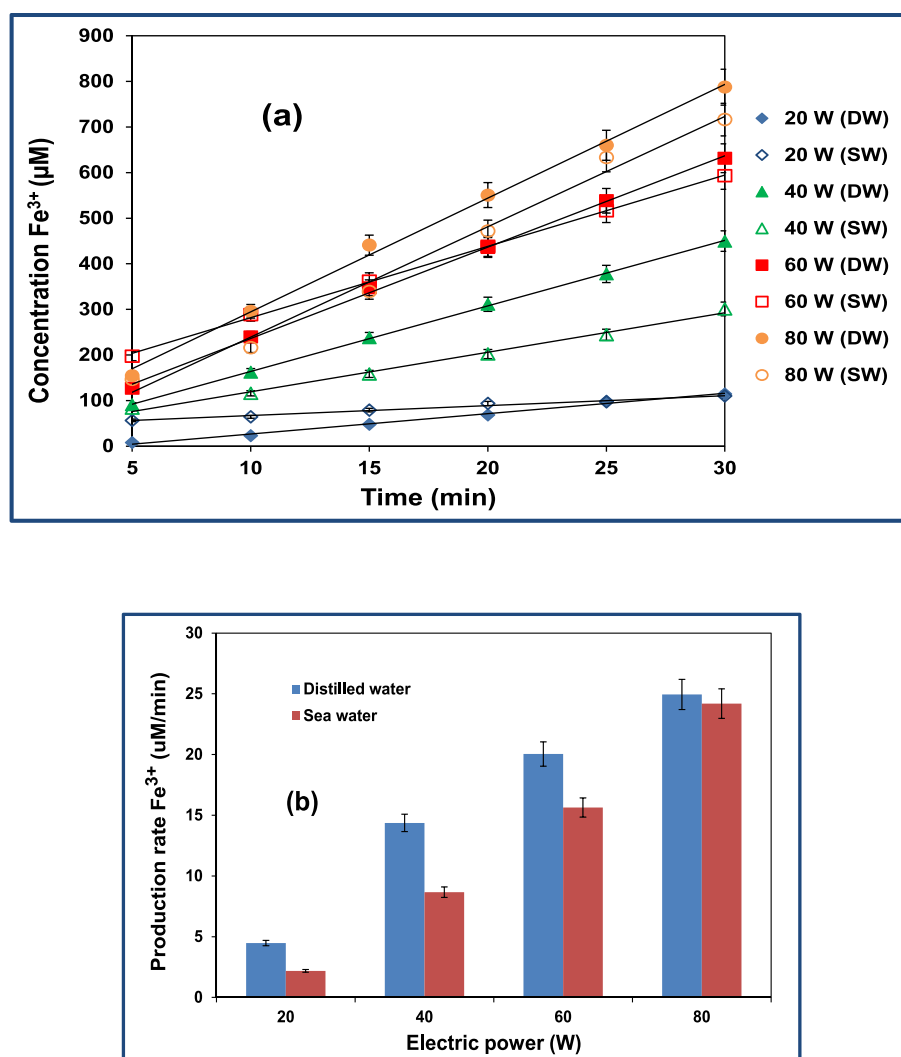 900
800
700
600
500
400
300
200
100
0
Concentration Fe³⁺ (µM)
(a)
5 10 15 20 25 30
Time (min)
20 W (DW)
20 W (SW)
40 W (DW)
40 W (SW)
60 W (DW)
60 W (SW)
80 W (DW)
80 W (SW)
30
25
20
15
10
5
0
Production rate Fe³⁺ (uM/min)
Distilled water
Sea water
(b)
20 40 60 80
Electric power (W)